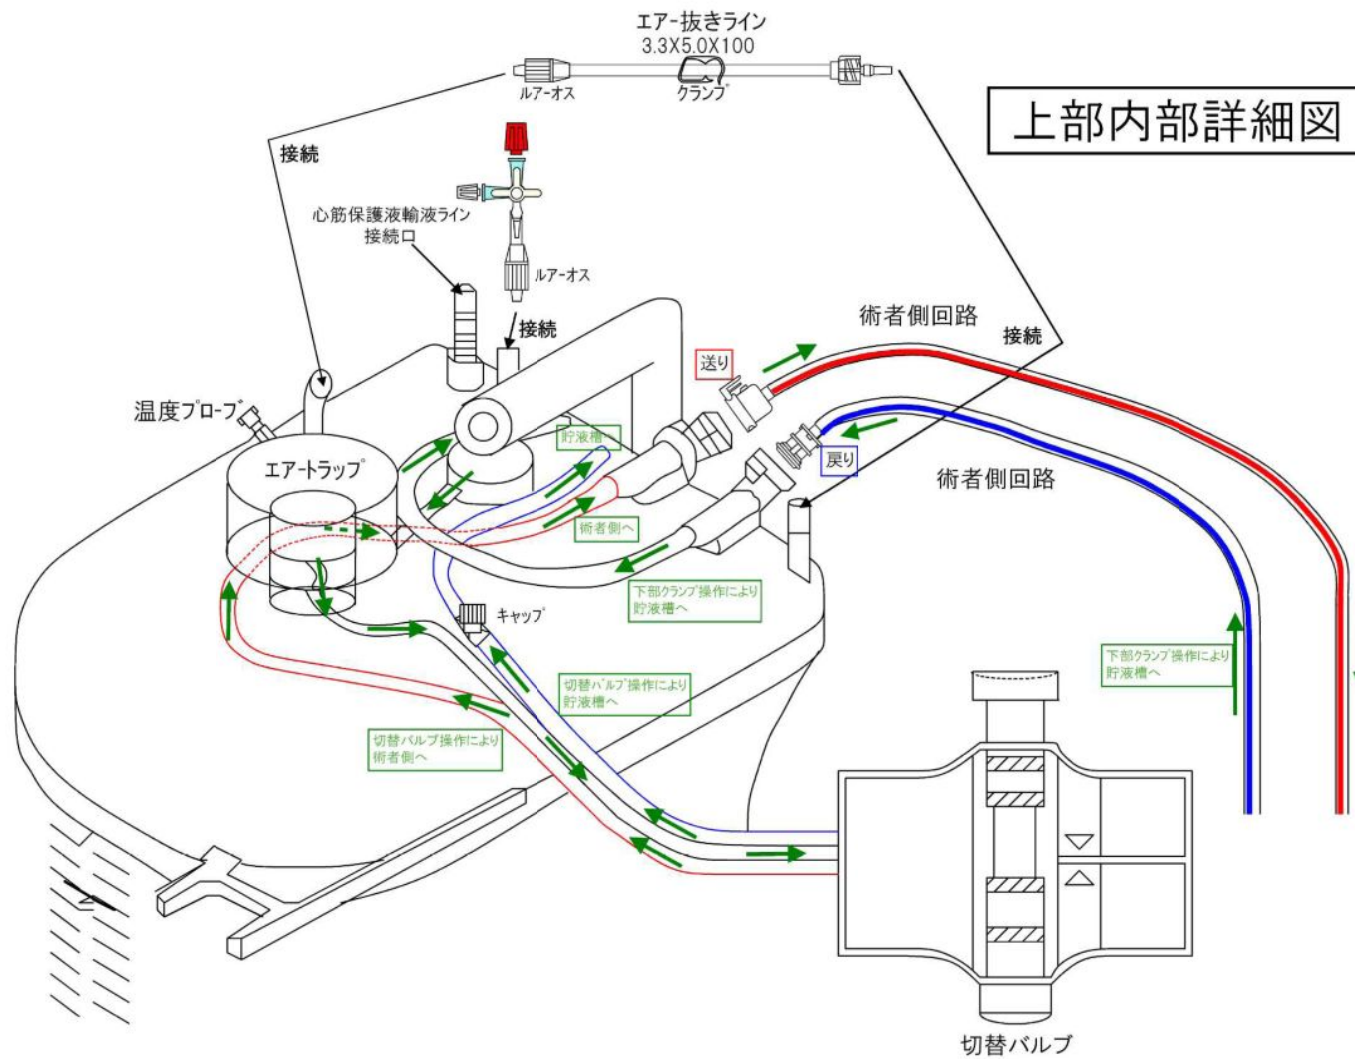 エアー抜きライン
3.3X5.0X100
ルアーオス
クランプ
上部内部詳細図
接続
心筋保護液輸液ライン
接続口
ルアーオス
接続
術者側回路
接続
送り
温度プローブ
貯液槽へ
戻り
エアートラップ
術者側回路
術者側へ
下部クランプ操作により
貯液槽へ
キャップ
下部クランプ操作により
貯液槽へ
切替バルブ操作により
貯液槽へ
切替バルブ操作により
術者側へ
切替バルブ